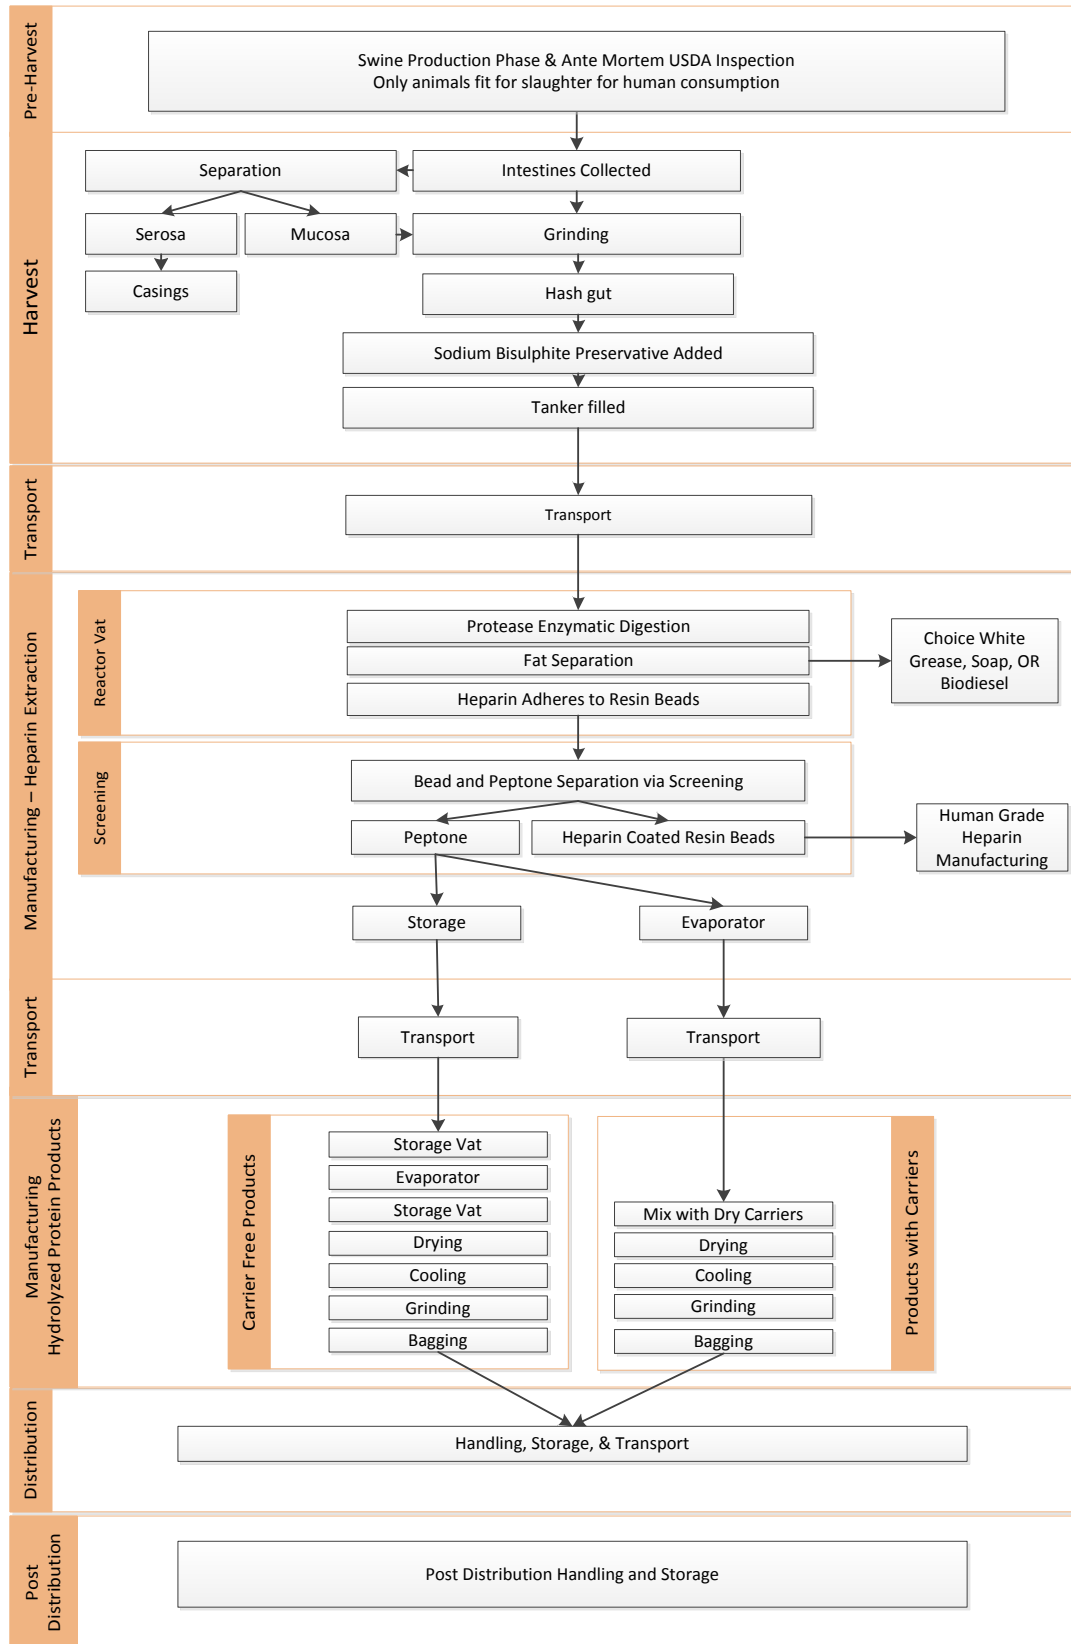 Pre-Harvest
Swine Production Phase & Ante Mortem USDA Inspection
Only animals fit for slaughter for human consumption
Harvest
Separation
Intestines Collected
Serosa
Mucosa
Grinding
Casings
Hash gut
Sodium Bisulphite Preservative Added
Tanker filled
Transport
Transport
Manufacturing – Heparin Extraction
Reactor Vat
Protease Enzymatic Digestion
Fat Separation
Heparin Adheres to Resin Beads
Choice White
Grease, Soap, OR
Biodiesel
Screening
Bead and Peptone Separation via Screening
Peptone
Heparin Coated Resin Beads
Human Grade
Heparin
Manufacturing
Storage
Evaporator
Transport
Transport
Transport
Manufacturing
Hydrolyzed Protein Products
Carrier Free Products
Storage Vat
Evaporator
Storage Vat
Drying
Cooling
Grinding
Bagging
Mix with Dry Carriers
Drying
Cooling
Grinding
Bagging
Products with Carriers
Distribution
Handling, Storage, & Transport
Post
Distribution
Post Distribution Handling and Storage